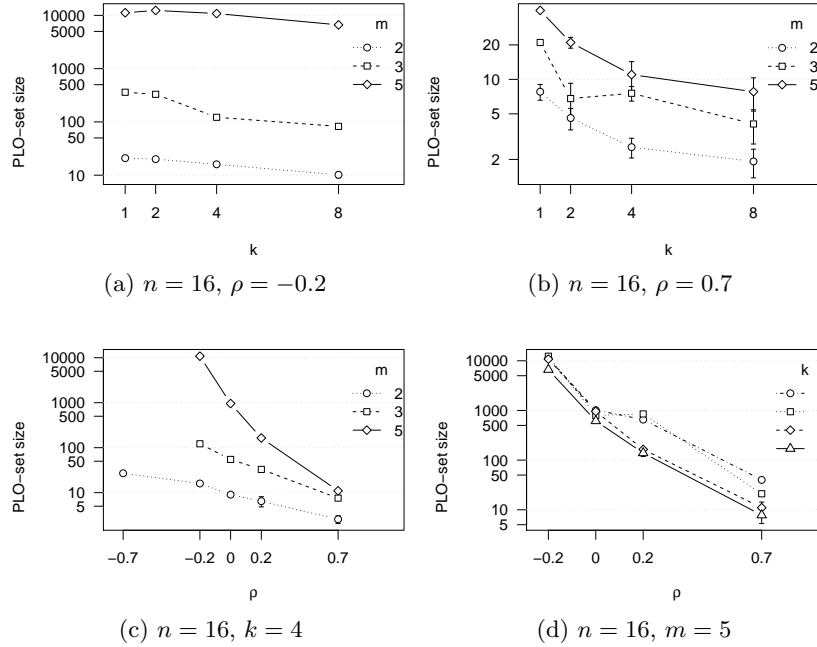 10000
5000
1000
500
100
50
10
PLO−set size
m
2
3
5
1 2 4 8
k
(a) n = 16, ρ = −0.2
20
10
5
2
PLO−set size
m
2
3
5
1 2 4 8
k
(b) n = 16, ρ = 0.7
10000
5000
1000
500
100
50
10
5
PLO−set size
m
2
3
5
−0.7 −0.2 0 0.2 0.7
ρ
(c) n = 16, k = 4
10000
5000
1000
500
100
50
10
5
PLO−set size
k
−0.2 0 0.2 0.7
ρ
(d) n = 16, m = 5